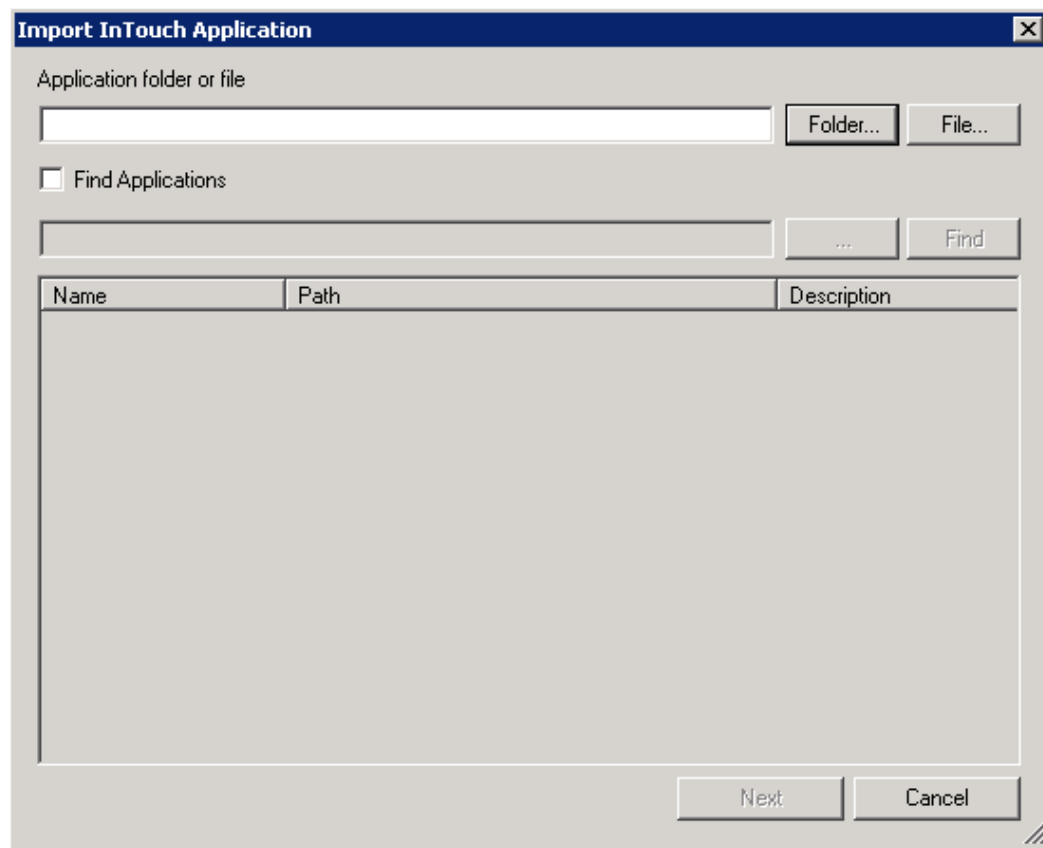 Import InTouch Application
Application folder or file
Folder... File...
Find Applications
... Find
Name Path Description
Next Cancel